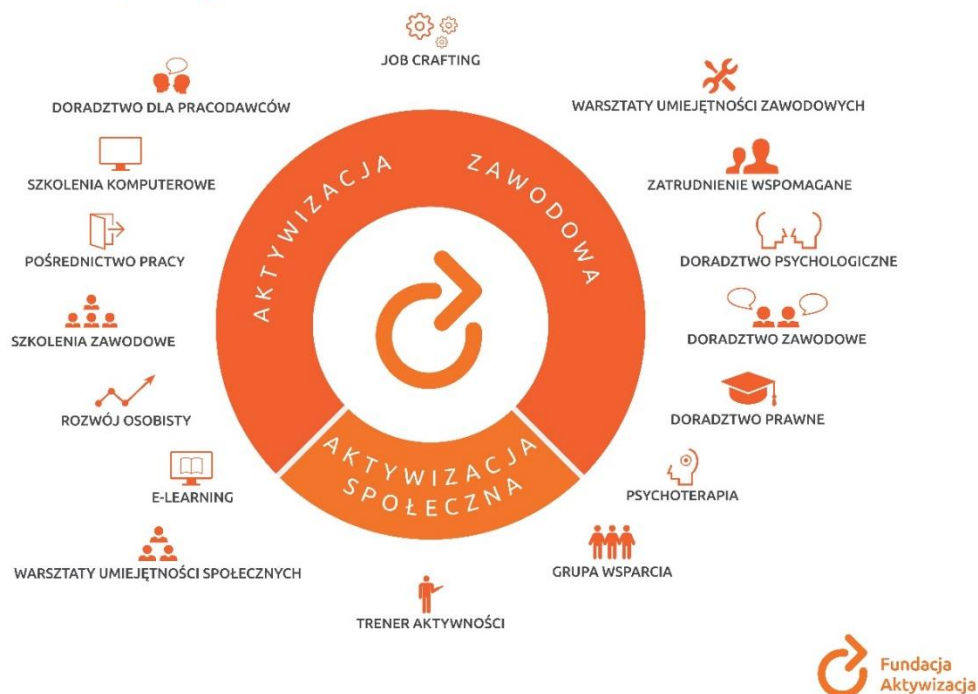 JOB CRAFTING
DORADZTWO DLA PRACODAWCÓW
WARSZTATY UMIEJĘTNOŚCI ZAWODOWYCH
SZKOLENIA KOMPUTEROWE
ZATRUDNIENIE WSPOMAGANE
POŚREDNICTWO PRACY
DORADZTWO PSYCHOLOGICZNE
SZKOLENIA ZAWODOWE
DORADZTWO ZAWODOWE
ROZWÓJ OSOBISTY
DORADZTWO PRAWNE
E-LEARNING
PSYCHOTERAPIA
WARSZTATY UMIEJĘTNOŚCI SPOŁECZNYCH
GRUPA WSPARCIA
TRENER AKTYWNOŚCI
AKTYWIZACJA ZAWODOWA
AKTYWIZACJA
SPOŁECZNA
Fundacja
Aktywizacja